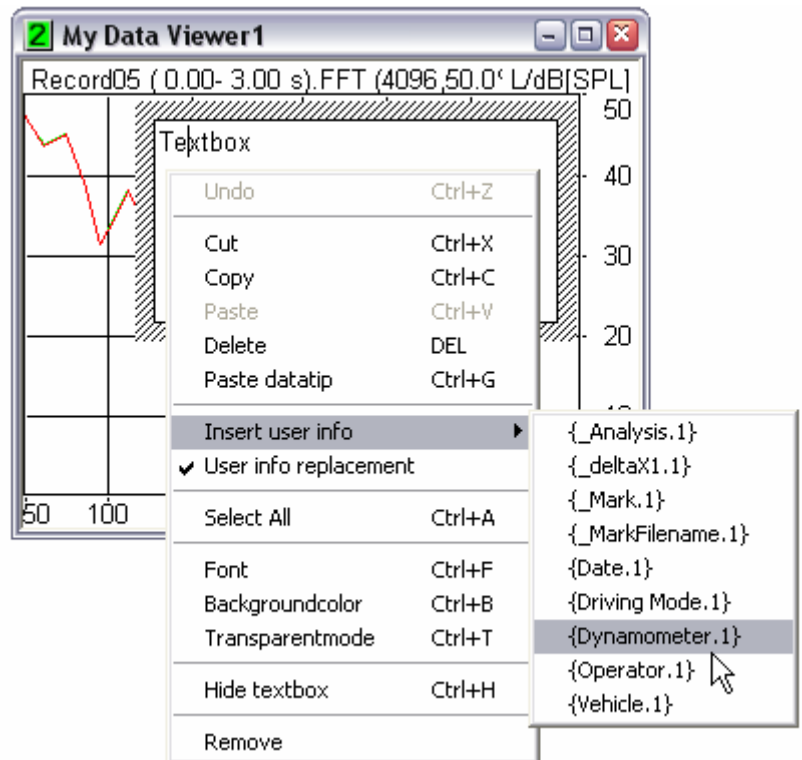 2 My Data Viewer1
Record05 ( 0.00- 3.00 s).FFT (4096,50.0% L/dB[SPL]
50
Textbox
40
30
20
Undo Ctrl+Z
Cut Ctrl+X
Copy Ctrl+C
Paste Ctrl+V
Delete DEL
Paste datatip Ctrl+G
Insert user info
User info replacement
Select All Ctrl+A
Font Ctrl+F
Backgroundcolor Ctrl+B
Transparentmode Ctrl+T
Hide textbox Ctrl+H
Remove
{_Analysis.1}
{_deltaX1.1}
{_Mark.1}
{_MarkFilename.1}
{Date.1}
{Driving Mode.1}
{Dynamometer.1}
{Operator.1}
{Vehicle.1}
50 100